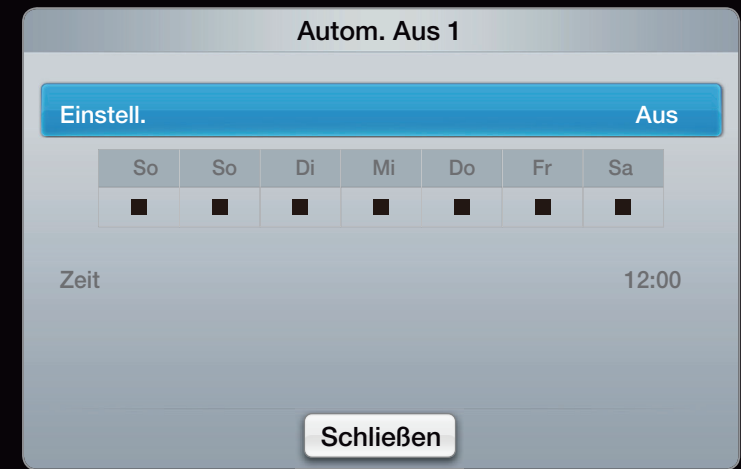 Autom. Aus 1
Einstell. Aus
So So Di Mi Do Fr Sa
Zeit 12:00
Schließen